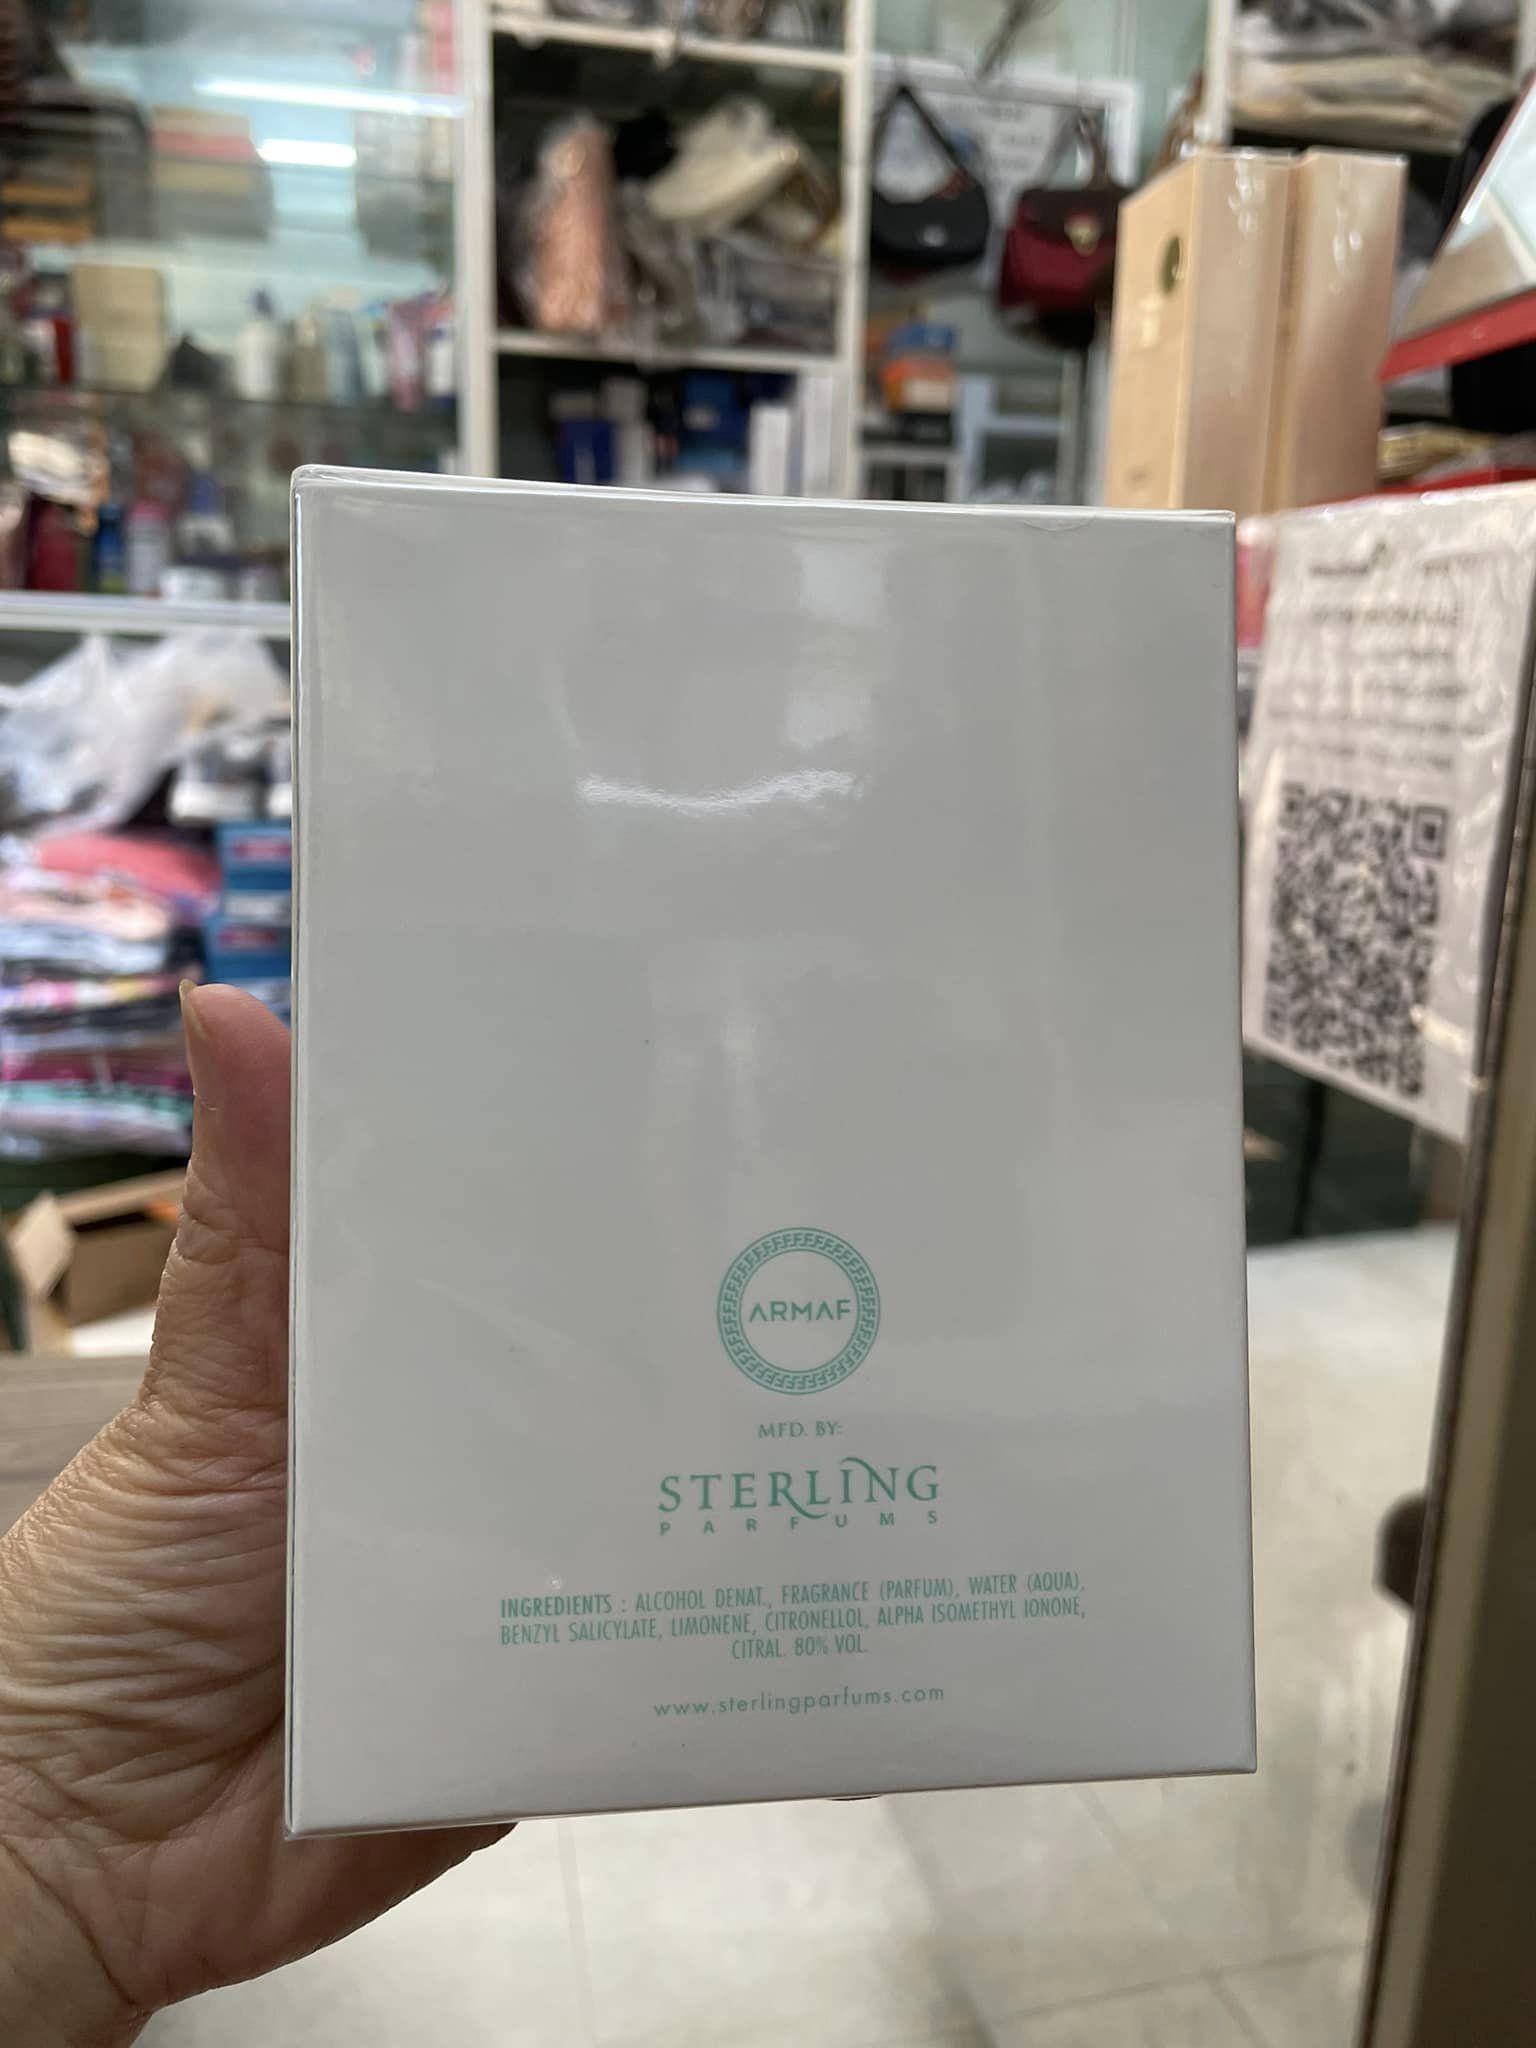 ARMAF
MFD. BY:
STERLING
PARFUMS
INGREDIENTS : ALCOHOL DENAT., FRAGRANCE (PARFUM), WATER (AQUA),
BENZYL SALICYLATE, LIMONENE, CITRONELLOL, ALPHA ISOMETHYL IONONE,
CITRAL. 80% VOL.
www.sterlingparfums.com